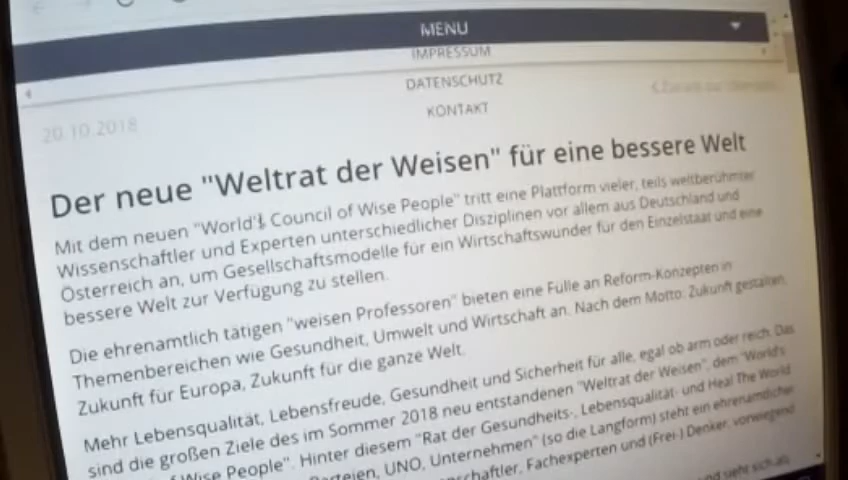 MENU
IMPRESSUM
DATENSCHUTZ
KONTAKT
20.10.2018
Der neue "Weltrat der Weisen" für eine bessere Welt
Mit dem neuen "World's Council of Wise People" tritt eine Plattform vieler, teils weltberühmter
Wissenschaftler und Experten unterschiedlicher Disziplinen vor allem aus Deutschland und
Österreich an, um Gesellschaftsmodelle für ein Wirtschaftswunder für den Einzelstaat und eine
bessere Welt zur Verfügung zu stellen.
Die ehrenamtlich tätigen "weisen Professoren" bieten eine Fülle an Reform-Konzepten in
Themenbereichen wie Gesundheit, Umwelt und Wirtschaft an. Nach dem Motto: Zukunft gestalten,
Zukunft für Europa, Zukunft für die ganze Welt.
Mehr Lebensqualität, Lebensfreude, Gesundheit und Sicherheit für alle, egal ob arm oder reich. Das
sind die großen Ziele des im Sommer 2018 neu entstandenen "Weltrat der Weisen", dem "World's
of Wise People". Hinter diesem "Rat der Gesundheits-, Lebensqualität- und Heal The World
Parteien, UNO, Unternehmen" (so die Langform) steht ein ehrenamtlicher
Fachexperten und (Frei-) Denker, vorwiegend
und sieht sich als